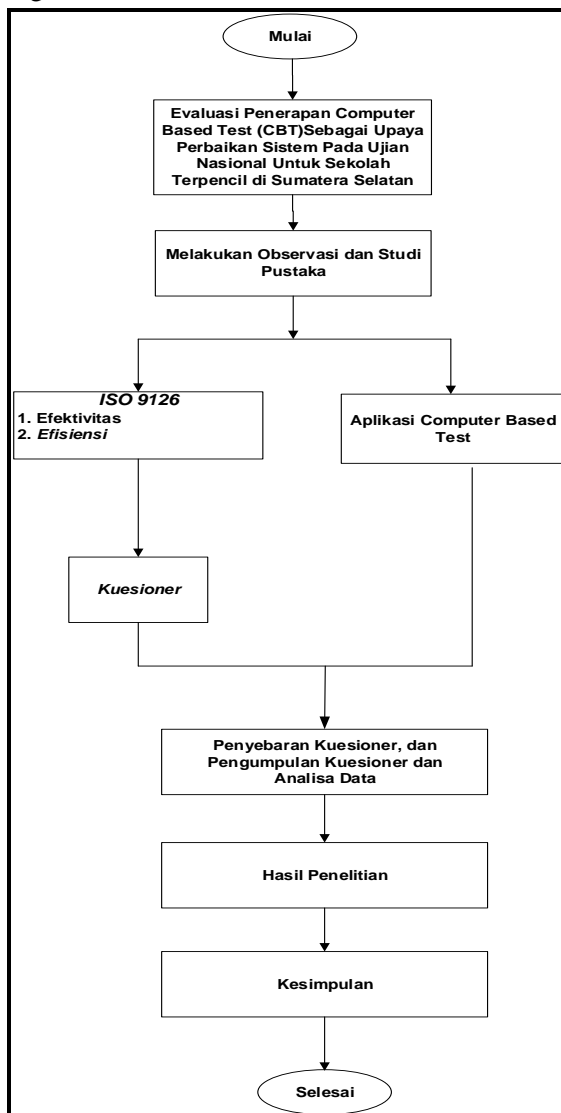 Mulai
Evaluasi Penerapan Computer
Based Test (CBT)Sebagai Upaya
Perbaikan Sistem Pada Ujian
Nasional Untuk Sekolah
Terpencil di Sumatera Selatan
Melakukan Observasi dan Studi
Pustaka
ISO 9126
1. Efektivitas
2. Efisiensi
Aplikasi Computer Based
Test
Kuesioner
Penyebaran Kuesioner, dan
Pengumpulan Kuesioner dan
Analisa Data
Hasil Penelitian
Kesimpulan
Selesai